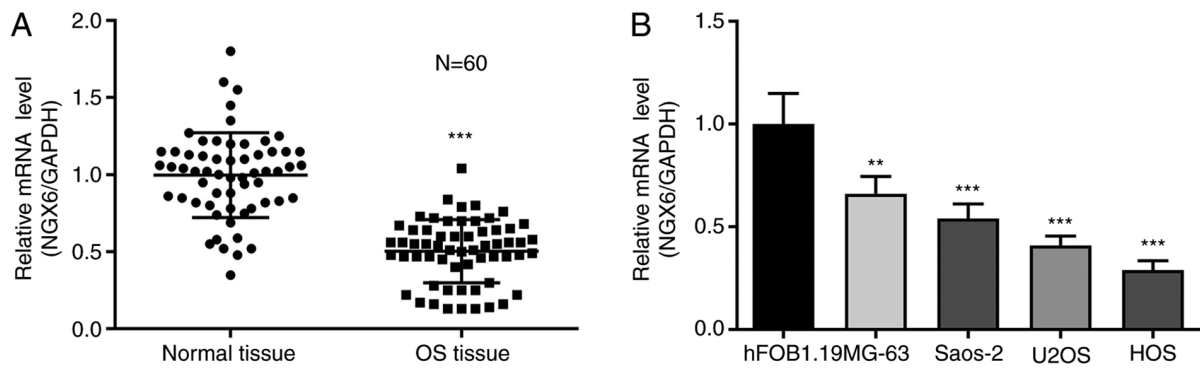 A
Relative mRNA level
(NGX6/GAPDH)
2.0
1.5
1.0
0.5
0.0
N=60
***
Normal tissue
OS tissue
B
Relative mRNA level
(NGX6/GAPDH)
1.5
1.0
0.5
0.0
**
***
***
***
hFOB1.19
MG-63
Saos-2
U2OS
HOS